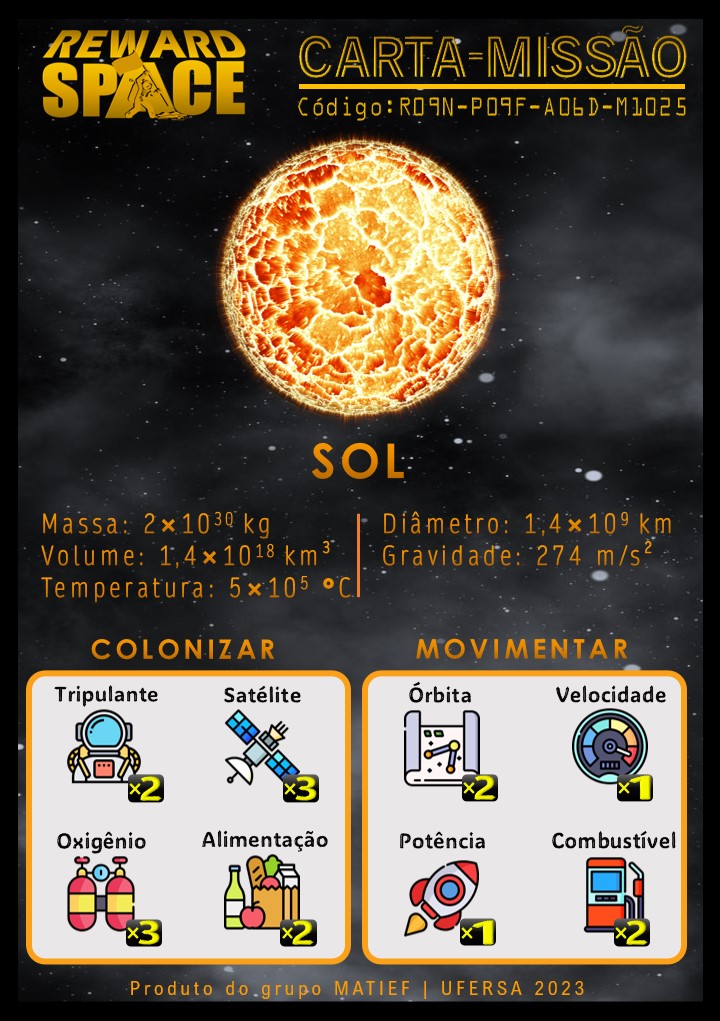 REWARD
SPACE
CARTA-MISSÃO
Código:R09N-P09F-A06D-M1025
SOL
Massa: 2×10³⁰ kg
Volume: 1,4×10¹⁸ km³
Temperatura: 5×10⁵ °C
Diâmetro: 1,4×10⁹ km
Gravidade: 274 m/s²
COLONIZAR
Tripulante
×2
Satélite
×3
Oxigênio
×3
Alimentação
×2
MOVIMENTAR
Órbita
×2
Velocidade
×1
Potência
×1
Combustível
×2
Produto do grupo MATIEF | UFERSA 2023